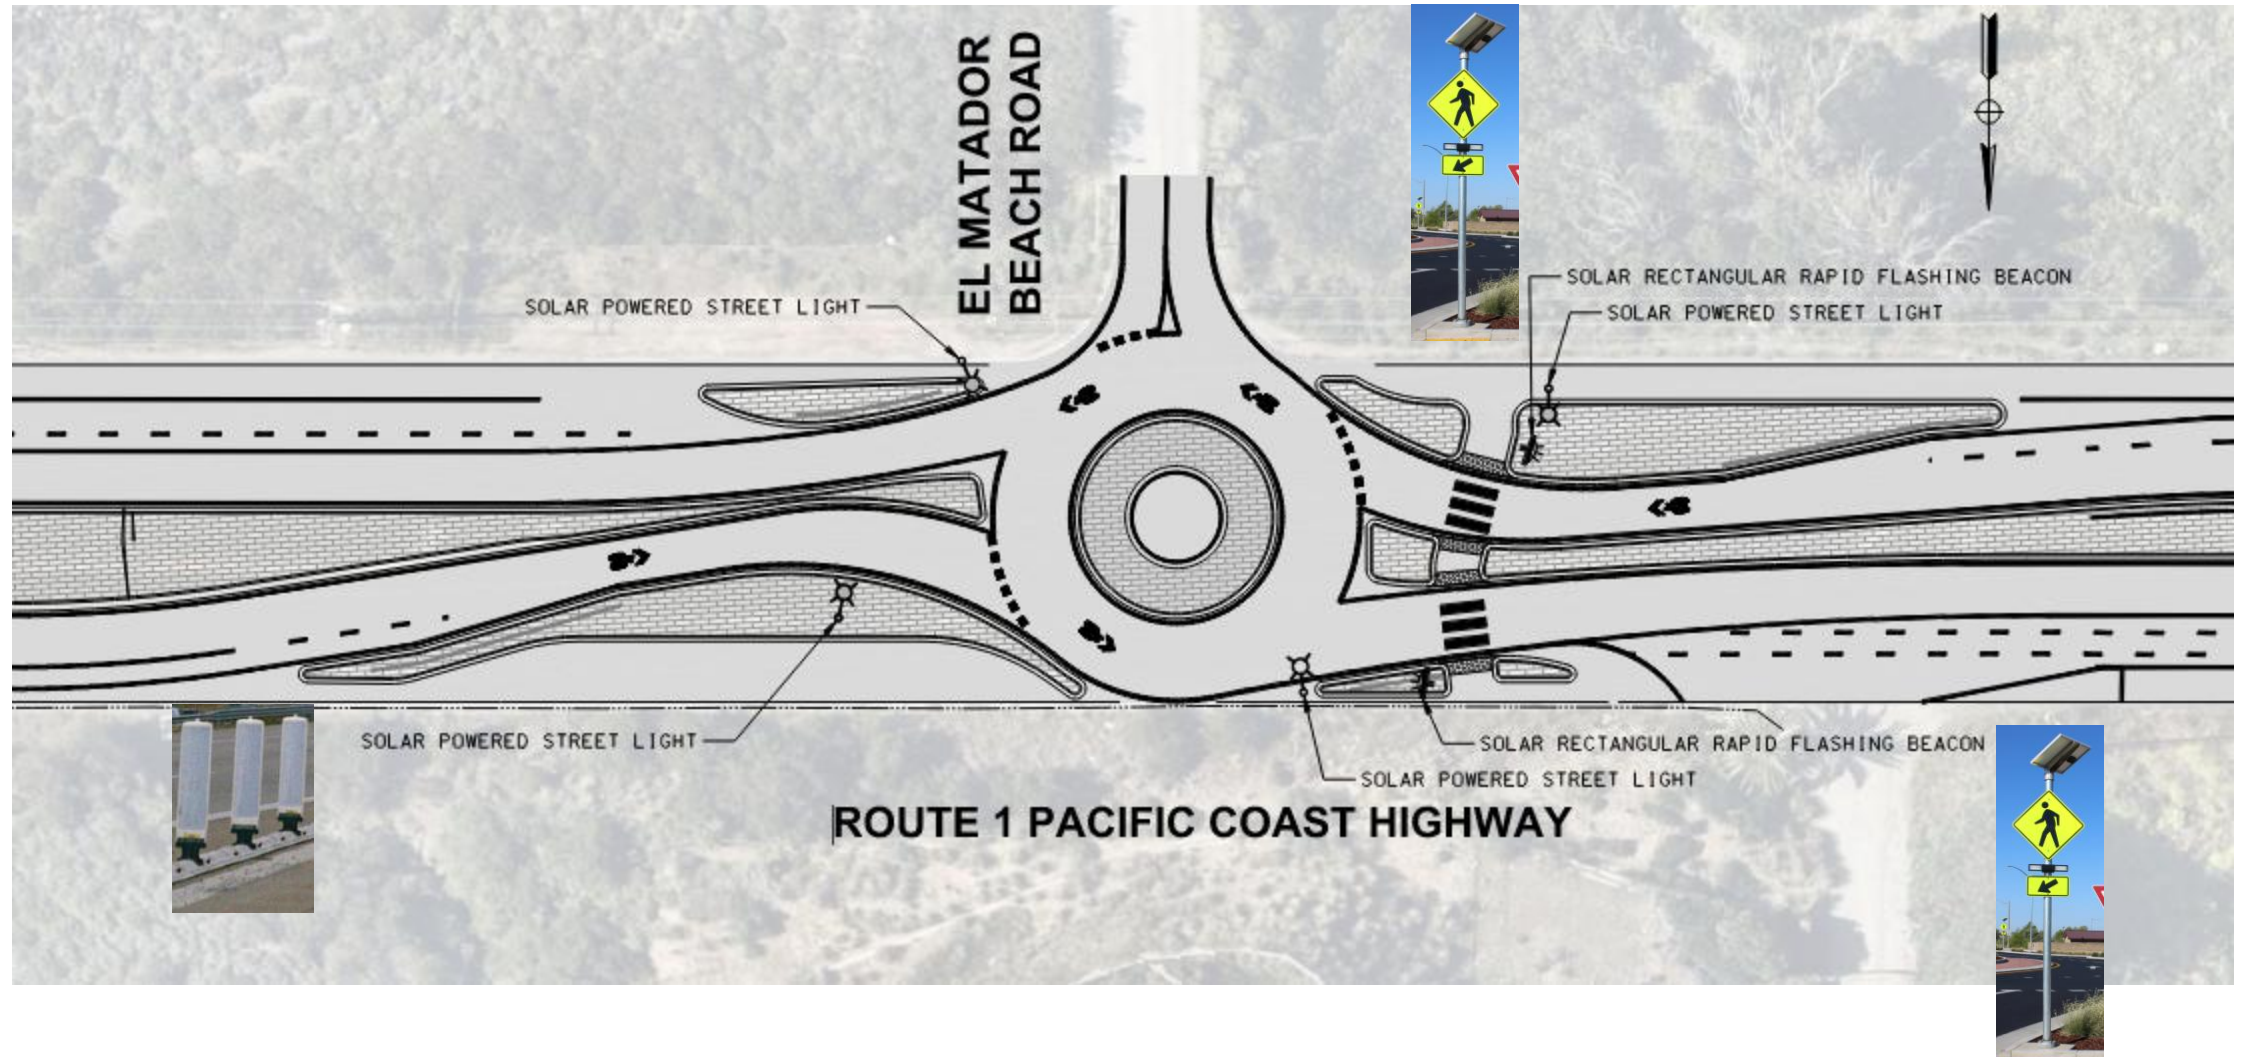 EL MATADOR
BEACH ROAD
SOLAR RECTANGULAR RAPID FLASHING BEACON
SOLAR POWERED STREET LIGHT
SOLAR POWERED STREET LIGHT
SOLAR POWERED STREET LIGHT
SOLAR RECTANGULAR RAPID FLASHING BEACON
SOLAR POWERED STREET LIGHT
ROUTE 1 PACIFIC COAST HIGHWAY